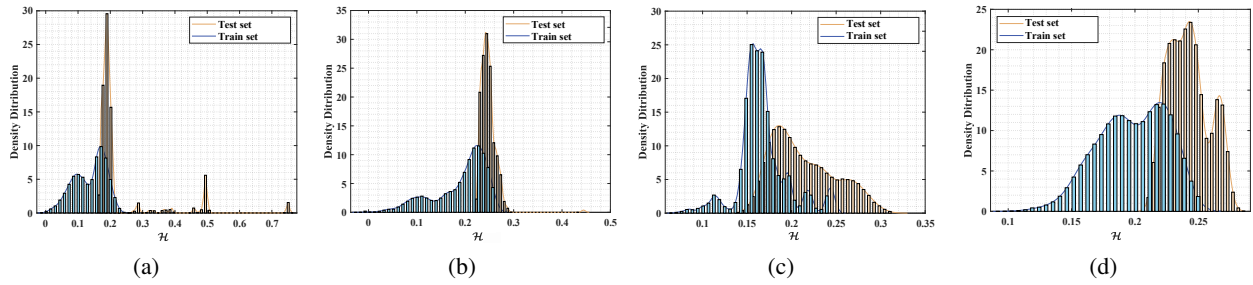 Density Ditribution
30
25
20
15
10
5
0
0 0.1 0.2 0.3 0.4 0.5 0.6 0.7
ℋ
Test set
Train set
(a)
Density Ditribution
35
30
25
20
15
10
5
0
0 0.1 0.2 0.3 0.4 0.5
ℋ
Test set
Train set
(b)
Density Ditribution
30
25
20
15
10
5
0
0.1 0.15 0.2 0.25 0.3 0.35
ℋ
Test set
Train set
(c)
Density Ditribution
25
20
15
10
5
0
0.1 0.15 0.2 0.25
ℋ
Test set
Train set
(d)